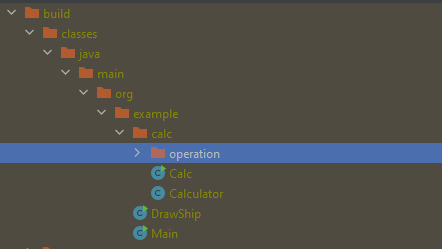 build
classes
java
main
org
example
calc
operation
Calc
Calculator
DrawShip
Main